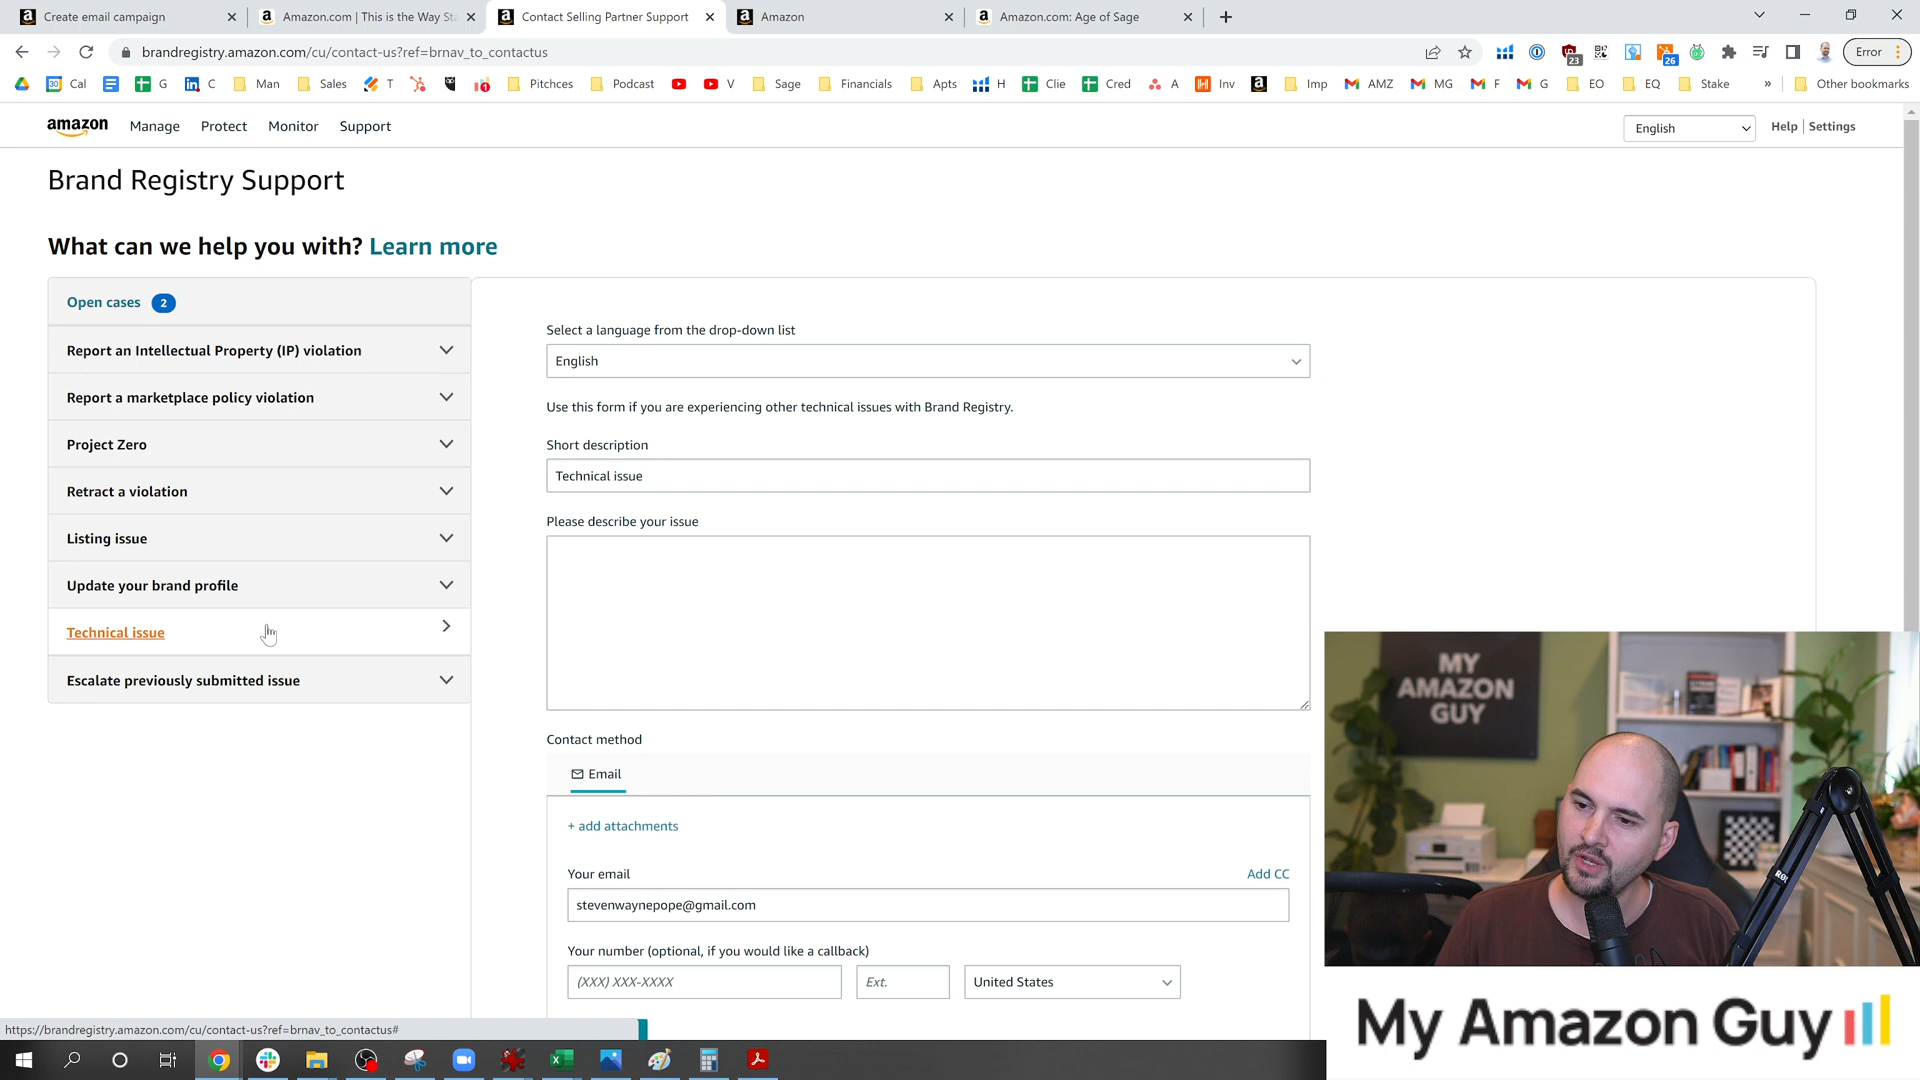 Create email campaign
Amazon.com | This is the Way Sta
Contact Selling Partner Support
Amazon
Amazon.com: Age of Sage
brandregistry.amazon.com/cu/contact-us?ref=brnav_to_contactus
Error
Cal
G
C
Man
Sales
T
Pitchces
Podcast
V
Sage
Financials
Apts
H
Clie
Cred
A
Inv
Imp
AMZ
MG
F
G
EO
EQ
Stake
»
Other bookmarks
23
26
amazon
Manage
Protect
Monitor
Support
English
Help | Settings
Brand Registry Support
What can we help you with? Learn more
Open cases 2
Report an Intellectual Property (IP) violation
Report a marketplace policy violation
Project Zero
Retract a violation
Listing issue
Update your brand profile
Technical issue
Escalate previously submitted issue
Select a language from the drop-down list
English
Use this form if you are experiencing other technical issues with Brand Registry.
Short description
Technical issue
Please describe your issue
Contact method
Email
+ add attachments
Your email
Add CC
stevenwaynepope@gmail.com
Your number (optional, if you would like a callback)
(XXX) XXX-XXXX
Ext.
United States
https://brandregistry.amazon.com/cu/contact-us?ref=brnav_to_contactus#
MY
AMAZON
GUY
RØDE
My Amazon Guy